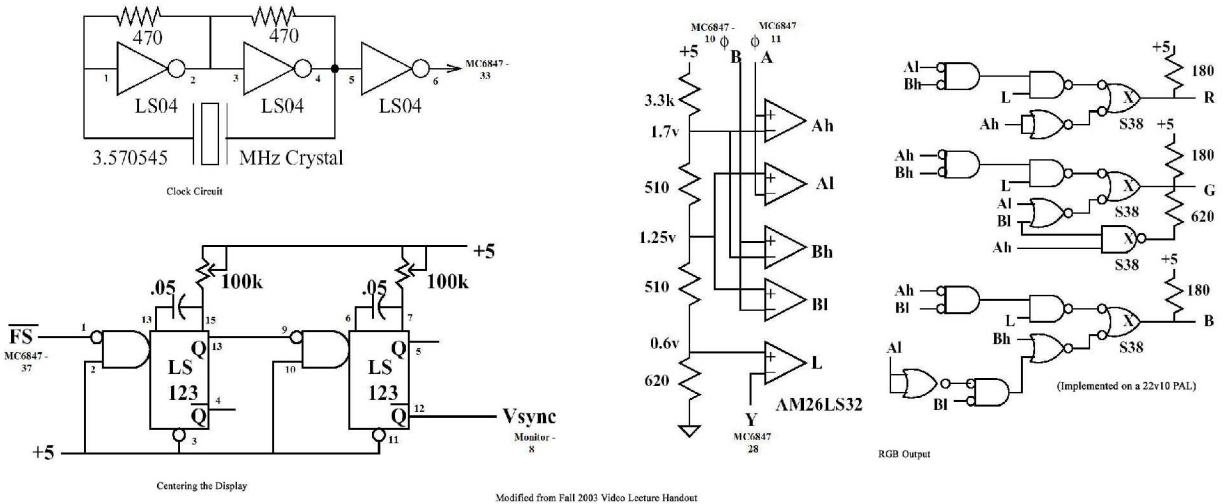 470
470
1
2
3
4
5
6
MC6847 -
33
LS04
LS04
LS04
3.570545
MHz Crystal
Clock Circuit
+5
100k
100k
.05
.05
13
15
6
7
FS
1
MC6847 -
37
2
Q
13
LS
123
4
Q
3
9
10
Q
5
LS
123
12
Q
11
Vsync
Monitor -
8
+5
Centering the Display
MC6847 -
10
ϕ
ϕ
MC6847
11
+5
B
A
3.3k
1.7v
510
1.25v
510
0.6v
620
+
−
Ah
+
−
Al
+
−
Bh
+
−
Bl
+
−
L
AM26LS32
Y
MC6847
28
+5
180
Al
Bh
L
X
R
Ah
S38
+5
180
Ah
Bh
L
X
G
S38
620
Al
Bl
Ah
X
S38
+5
180
Ah
Bl
L
X
B
Bh
S38
Al
Bl
(Implemented on a 22v10 PAL)
RGB Output
Modified from Fall 2003 Video Lecture Handout